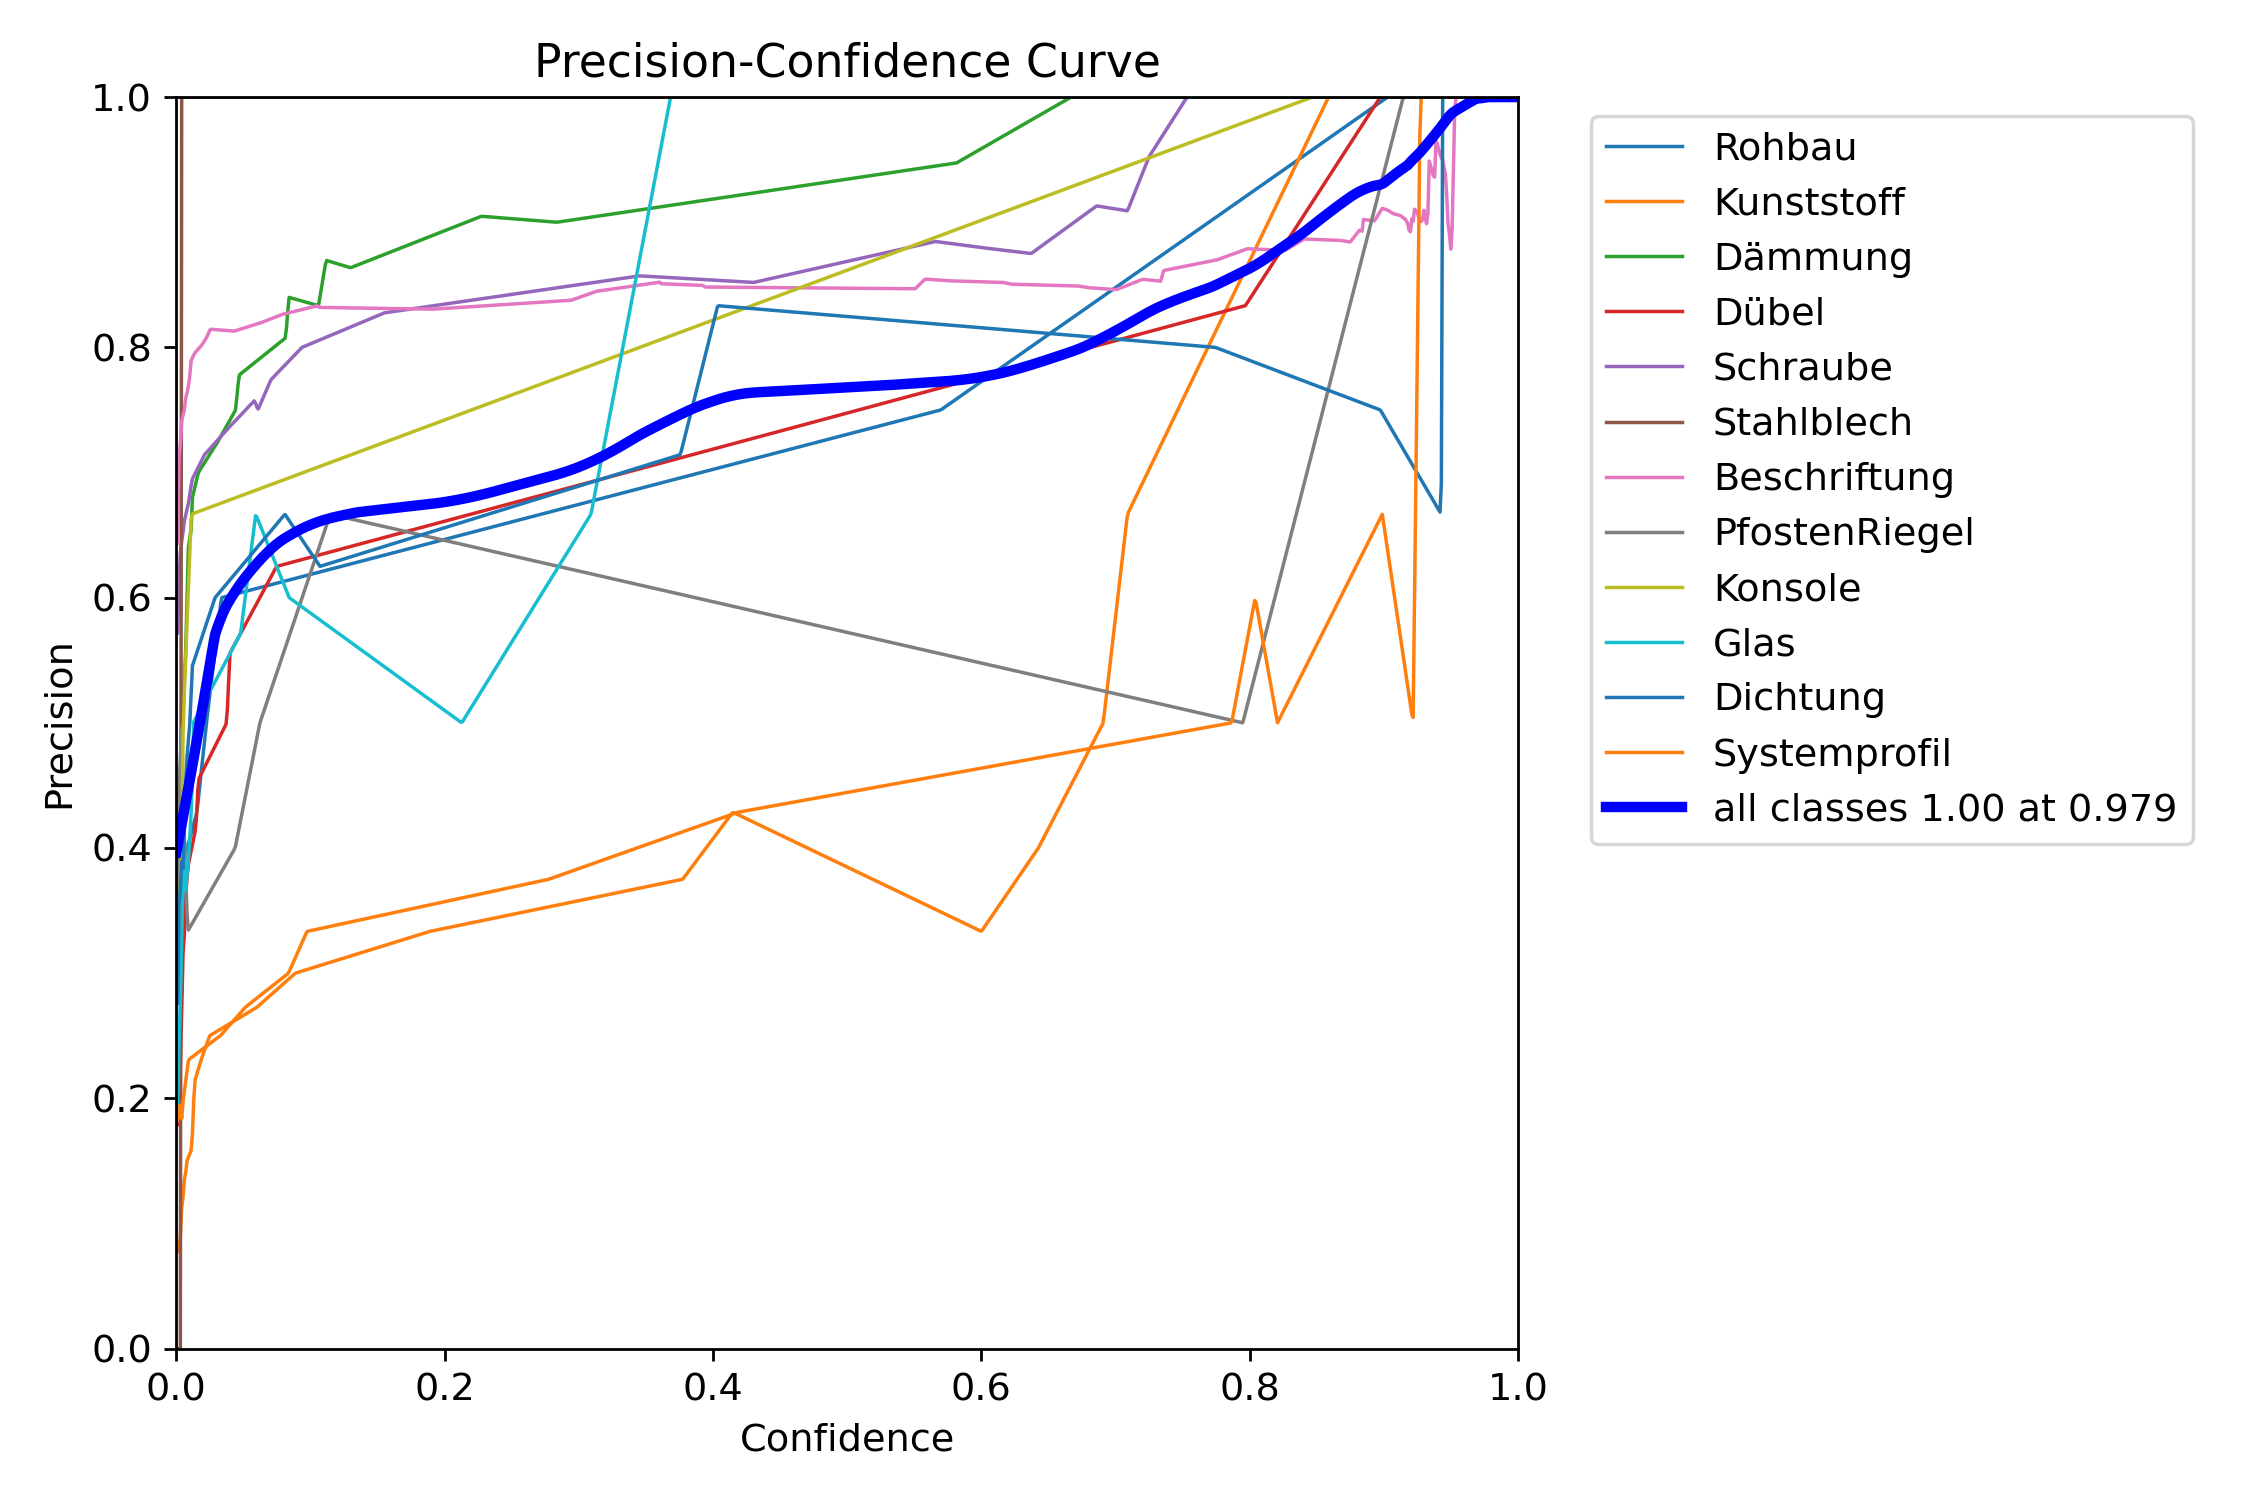 Precision-Confidence Curve
1.0
0.8
0.6
0.4
0.2
0.0
Precision
0.0 0.2 0.4 0.6 0.8 1.0
Confidence
Rohbau
Kunststoff
Dämmung
Dübel
Schraube
Stahlblech
Beschriftung
PfostenRiegel
Konsole
Glas
Dichtung
Systemprofil
all classes 1.00 at 0.979